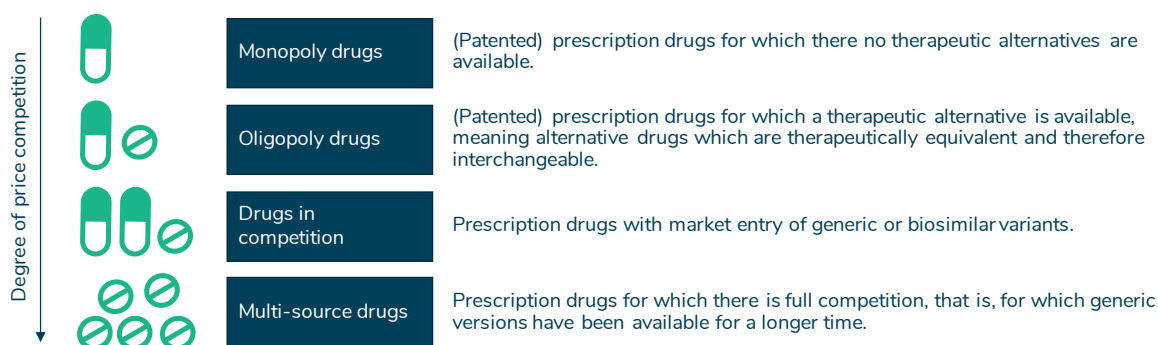 Degree of price competition
Monopoly drugs
(Patented) prescription drugs for which there no therapeutic alternatives are
available.
Oligopoly drugs
(Patented) prescription drugs for which a therapeutic alternative is available,
meaning alternative drugs which are therapeutically equivalent and therefore
interchangeable.
Drugs in
competition
Prescription drugs with market entry of generic or biosimilar variants.
Multi-source drugs
Prescription drugs for which there is full competition, that is, for which generic
versions have been available for a longer time.